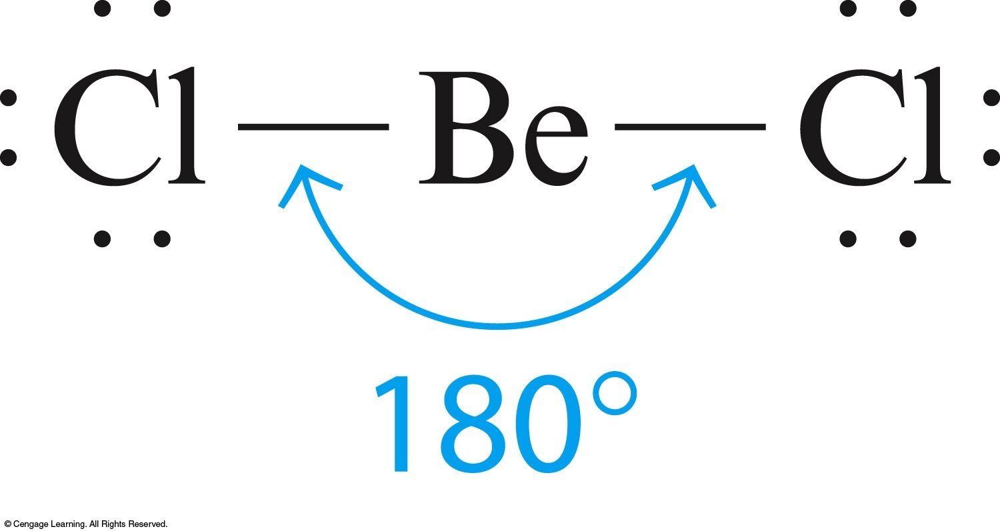 Cl — Be — Cl
180°
© Cengage Learning. All Rights Reserved.